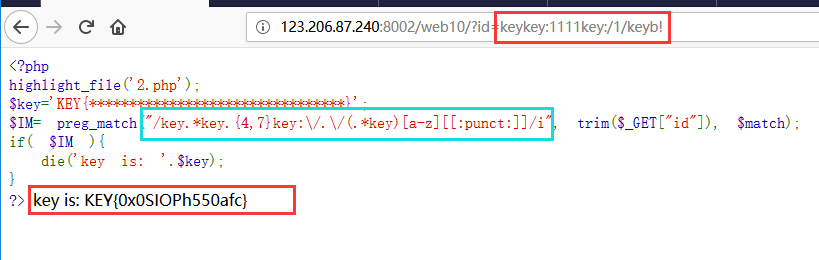 123.206.87.240:8002/web10/?id=keykey:1111key:/1/keyb!
<?php
highlight_file('2.php');
$key='KEY{********************************}';
$IM= preg_match("/key.*key.{4,7}key:\/.\/(.*key)[a-z][[:punct:]]/i", trim($_GET["id"]), $match);
if( $IM ){
    die('key is: '.$key);
}
?> key is: KEY{0x0SIOPh550afc}